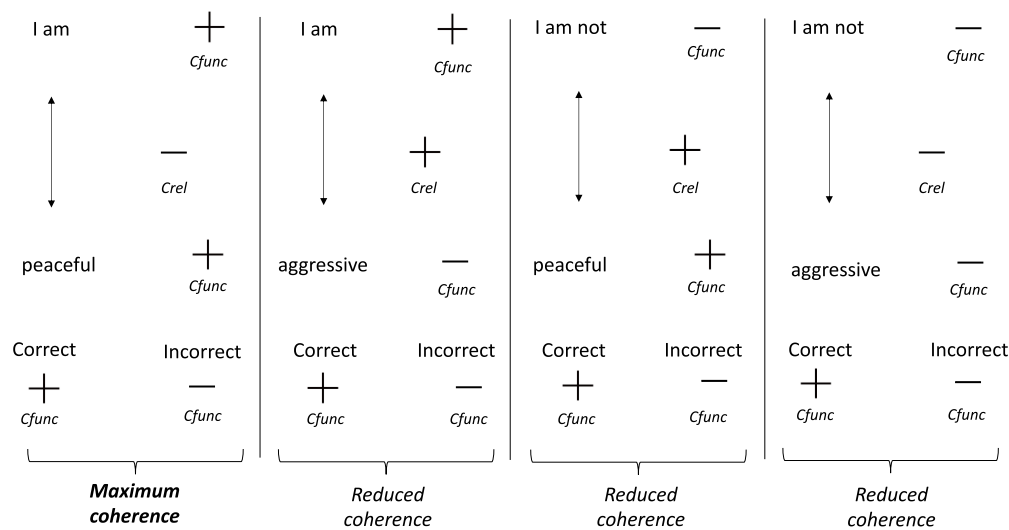 I am
+
Cfunc
−
Crel
peaceful
+
Cfunc
Correct Incorrect
+ −
Cfunc Cfunc
Maximum
coherence
I am
+
Cfunc
+
Crel
aggressive
−
Cfunc
Correct Incorrect
+ −
Cfunc Cfunc
Reduced
coherence
I am not
−
Cfunc
+
Crel
peaceful
+
Cfunc
Correct Incorrect
+ −
Cfunc Cfunc
Reduced
coherence
I am not
−
Cfunc
−
Crel
aggressive
−
Cfunc
Correct Incorrect
+ −
Cfunc Cfunc
Reduced
coherence